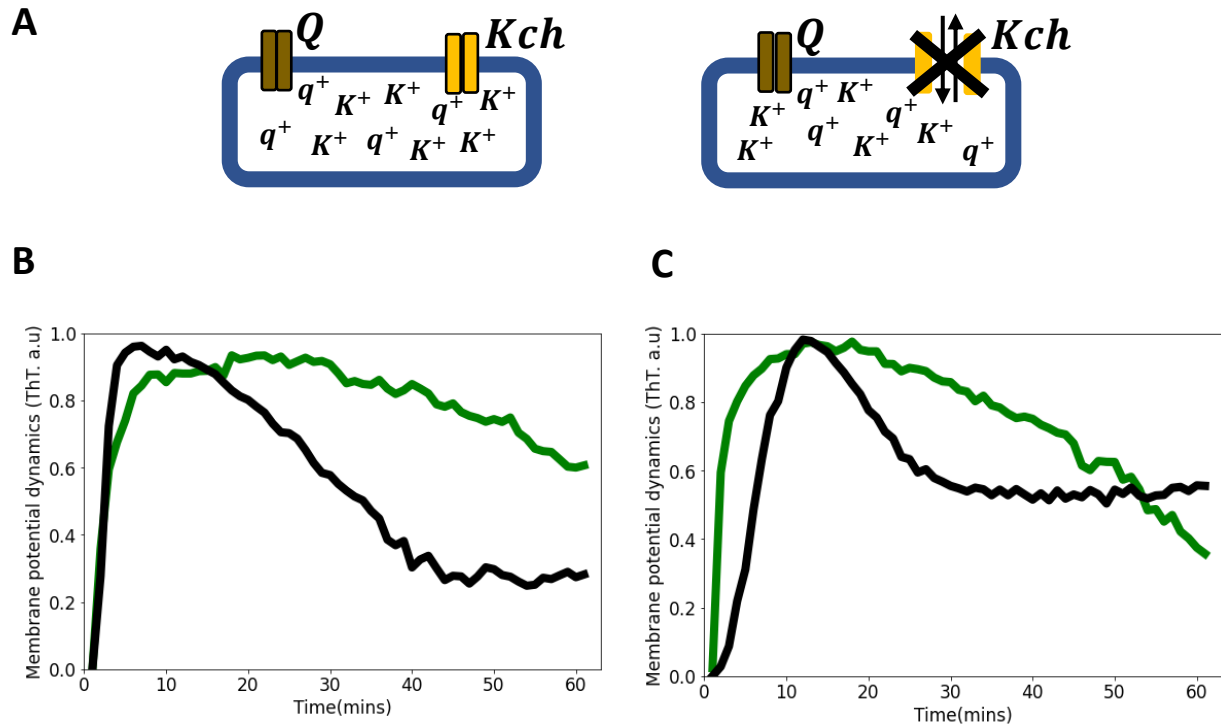 A
Q
Kch
q+ K+ K+ q+ K+
q+ K+ q+ K+ K+
Q
Kch
K+ q+ K+ q+ K+
K+ q+ K+ q+
B
Membrane potential dynamics (ThT. a.u)
1.0
0.8
0.6
0.4
0.2
0.0
0 10 20 30 40 50 60
Time(mins)
C
Membrane potential dynamics (ThT. a.u)
1.0
0.8
0.6
0.4
0.2
0.0
0 10 20 30 40 50 60
Time(mins)